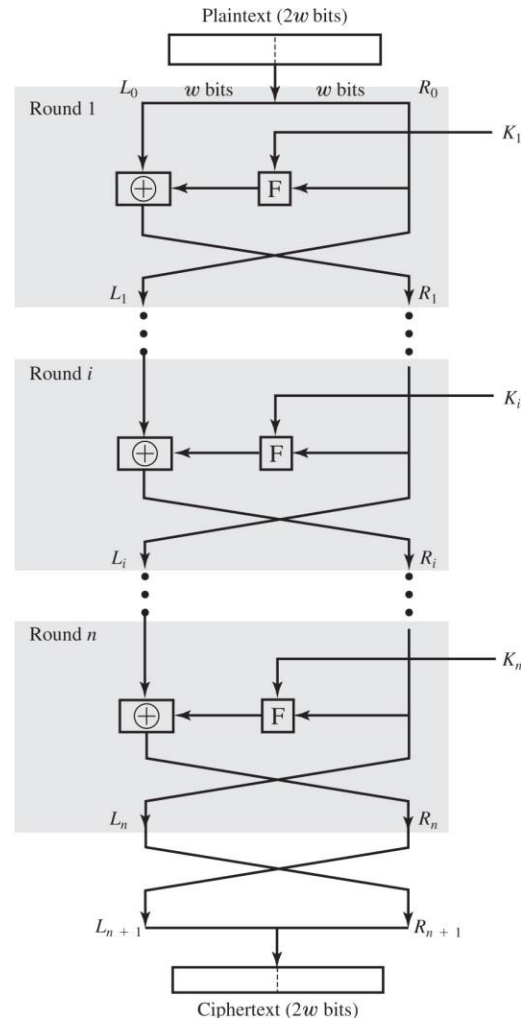 Plaintext (2w bits)
L₀ w bits w bits R₀
Round 1
K₁
⊕ F
L₁ R₁
Round i
Kᵢ
⊕ F
Lᵢ Rᵢ
Round n
Kₙ
⊕ F
Lₙ Rₙ
Lₙ ₊ ₁ Rₙ ₊ ₁
Ciphertext (2w bits)